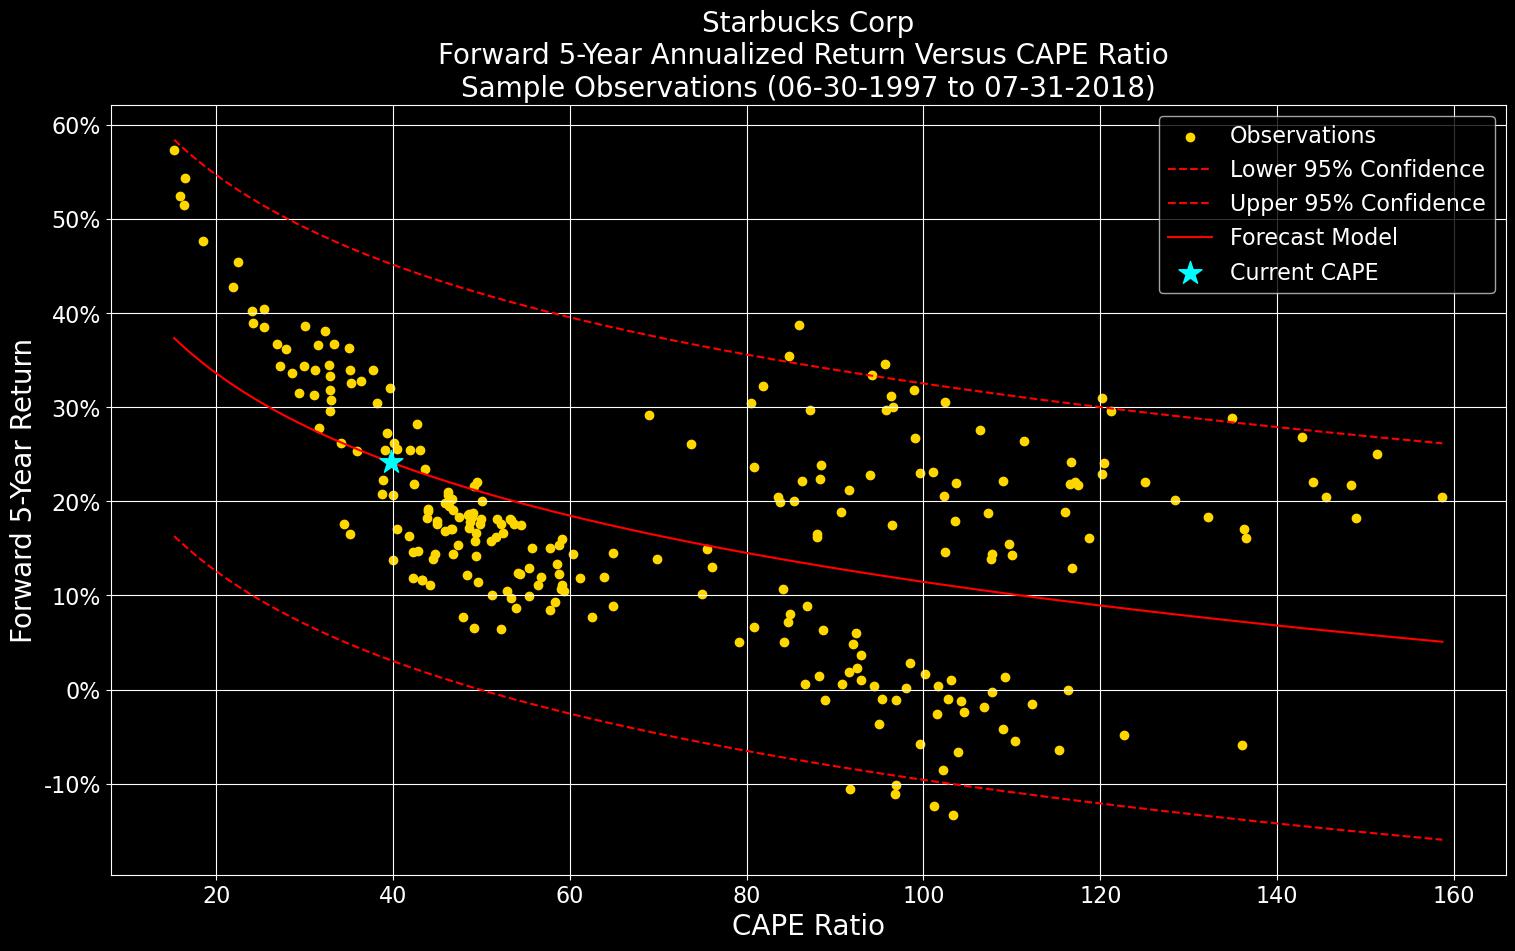 Starbucks Corp
Forward 5-Year Annualized Return Versus CAPE Ratio
Sample Observations (06-30-1997 to 07-31-2018)
Observations
Lower 95% Confidence
Upper 95% Confidence
Forecast Model
Current CAPE
Forward 5-Year Return
60%
50%
40%
30%
20%
10%
0%
-10%
20 40 60 80 100 120 140 160
CAPE Ratio